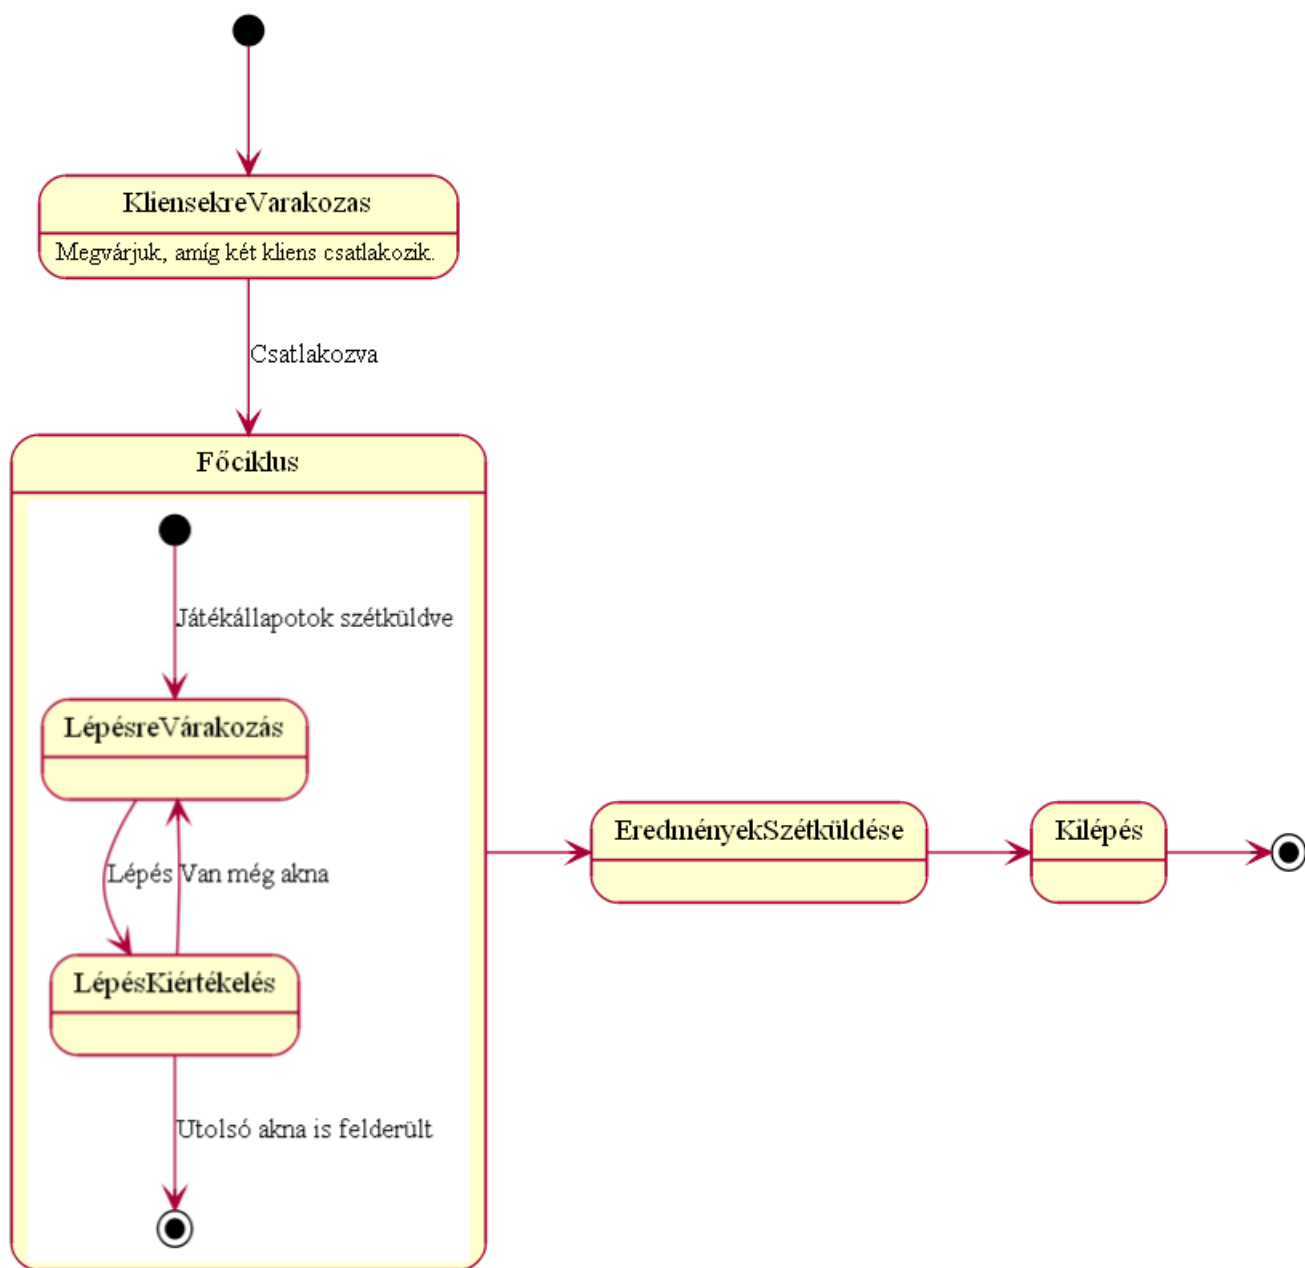 KliensekreVarakozas
Megvárjuk, amíg két kliens csatlakozik.
Csatlakozva
Főciklus
Játékállapotok szétküldve
LépésreVárakozás
Lépés
Van még akna
LépésKiértékelés
Utolsó akna is felderült
EredményekSzétküldése
Kilépés